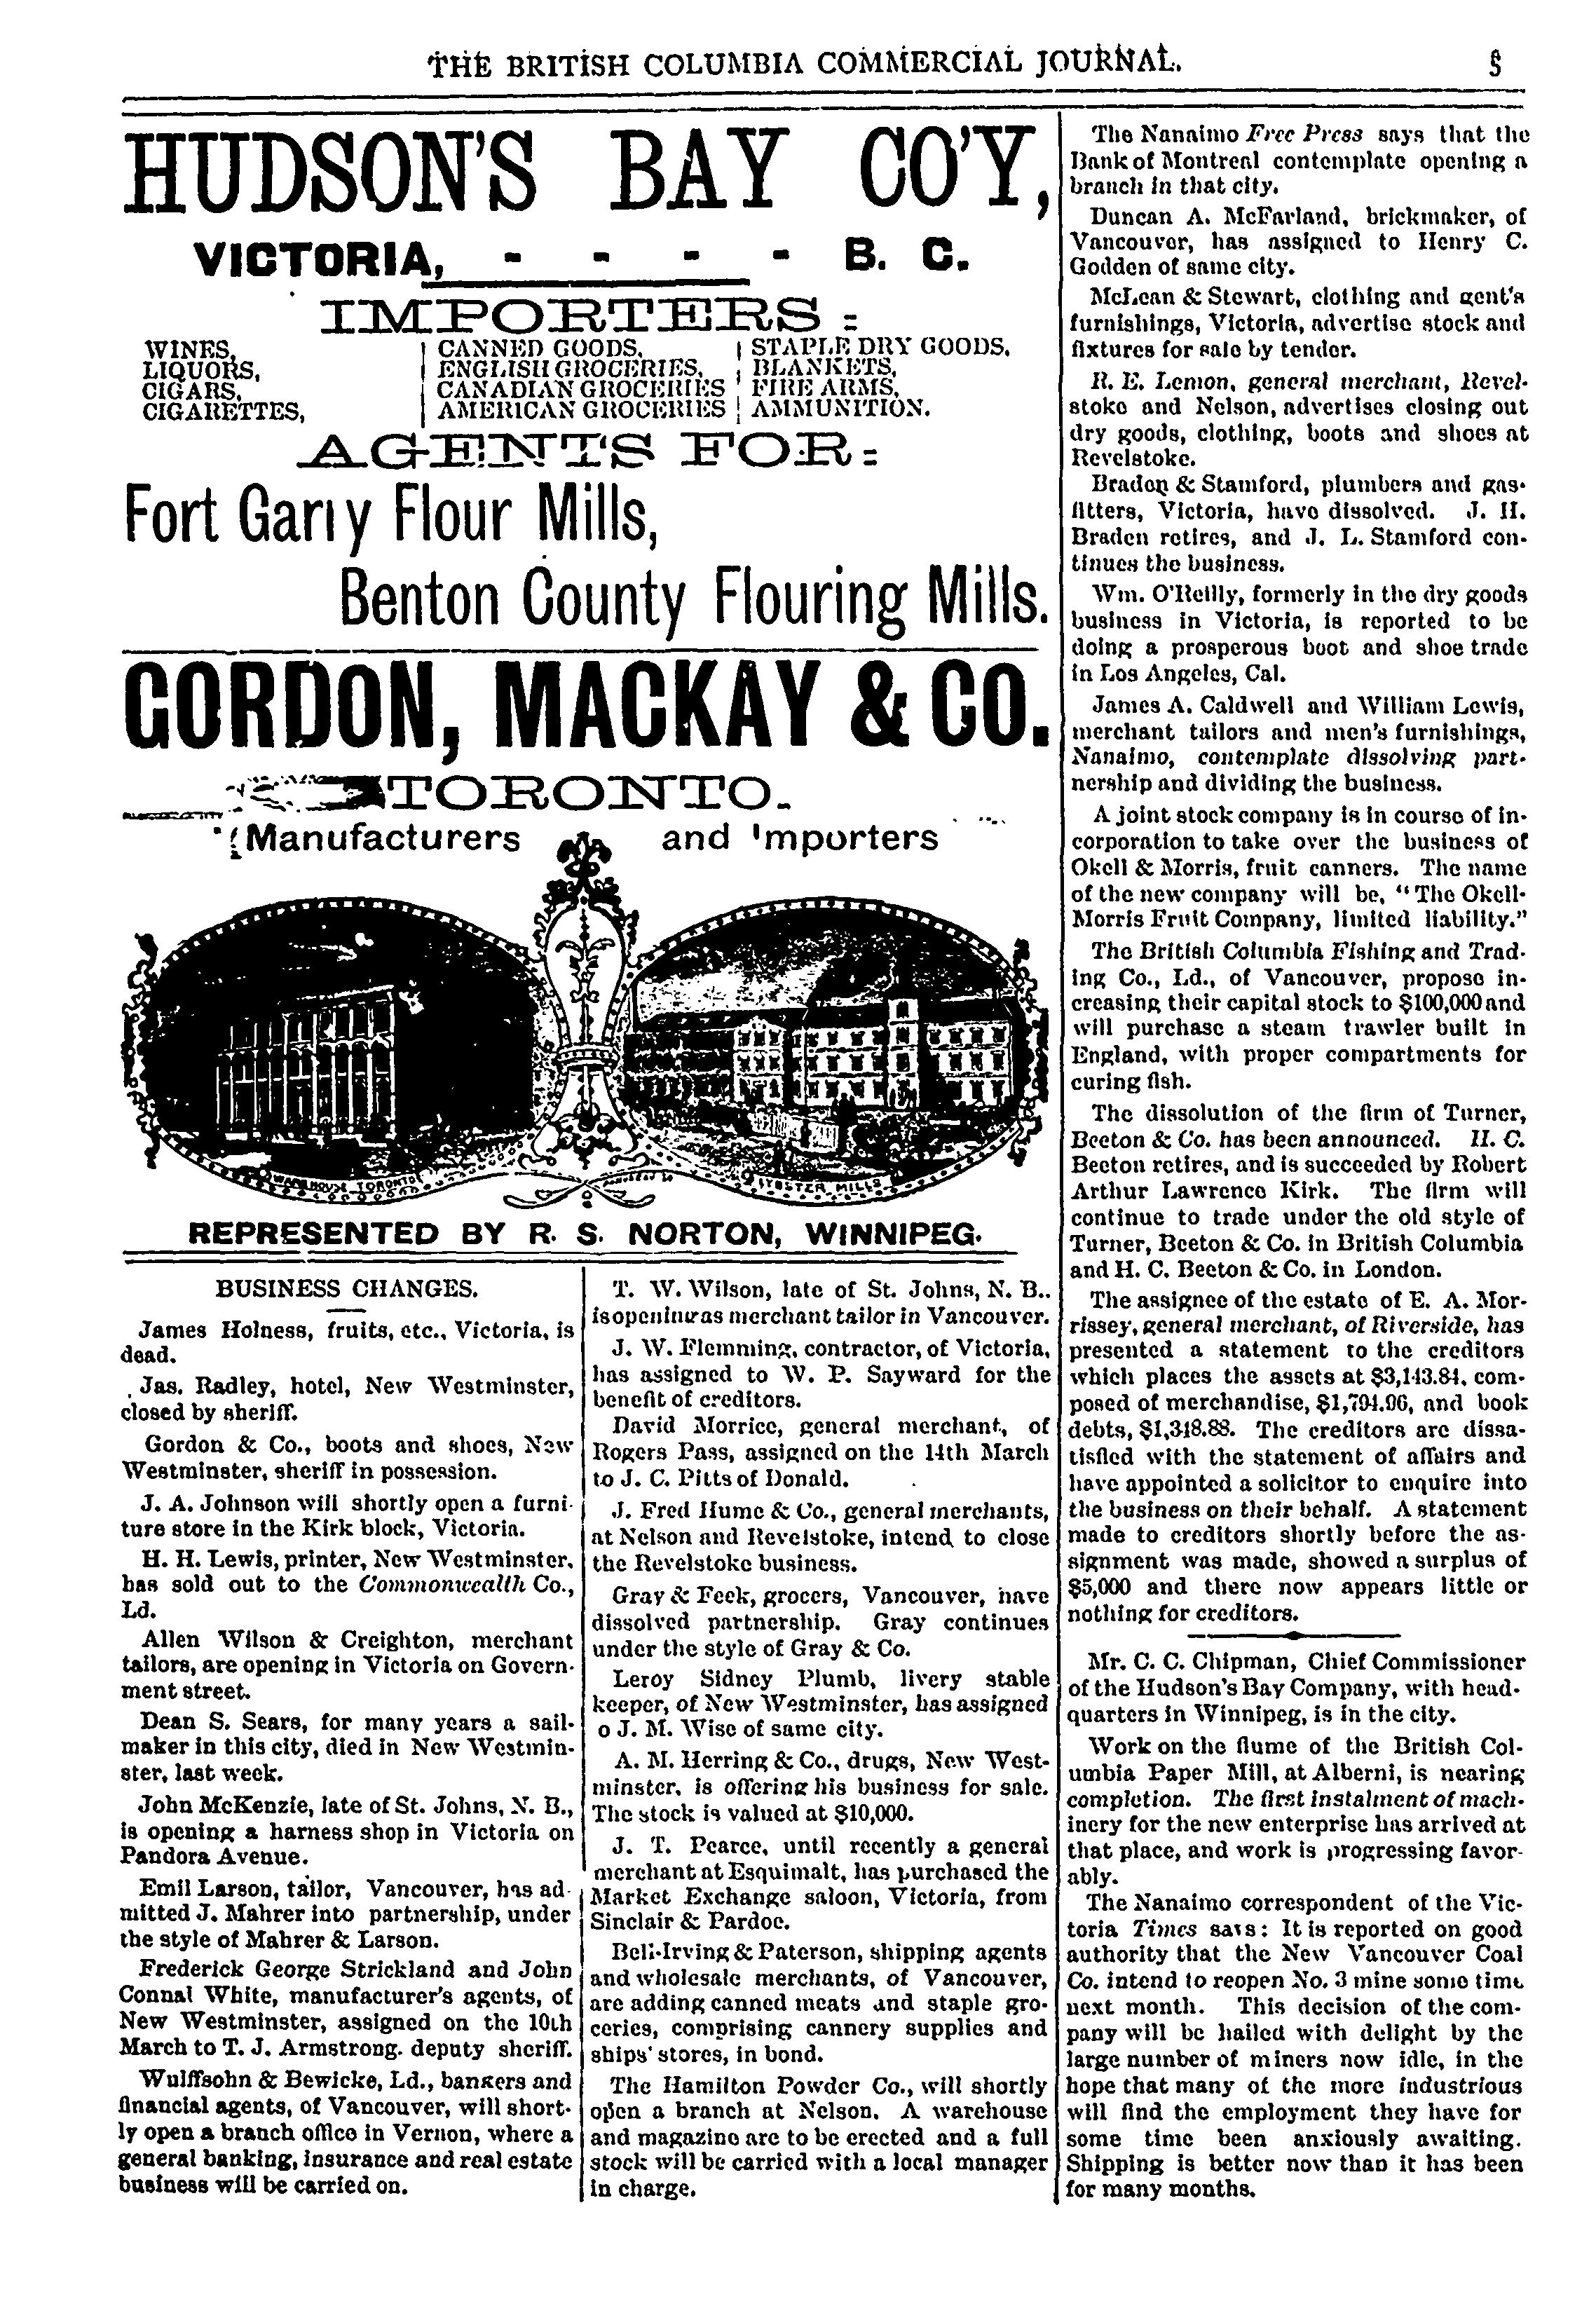 THE BRITISH COLUMBIA COMMERCIAL JOURNAL. 5
HUDSON'S BAY CO'Y,
VICTORIA, - - - - B. C.
IMPORTERS =
WINES,
LIQUORS,
CIGARS,
CIGARETTES,
CANNED GOODS,
ENGLISH GROCERIES,
CANADIAN GROCERIES
AMERICAN GROCERIES
STAPLE DRY GOODS,
BLANKETS,
FIRE ARMS,
AMMUNITION.
AGENTS FOR =
Fort Garry Flour Mills,
Benton County Flouring Mills.
GORDON, MACKAY & CO.
TORONTO.
Manufacturers and Importers
WAREHOUSE TORONTO
LYBSTER MILLS
REPRESENTED BY R. S. NORTON, WINNIPEG.
BUSINESS CHANGES.
James Holness, fruits, etc., Victoria, is
dead.
Jas. Radley, hotel, New Westminster,
closed by sheriff.
Gordon & Co., boots and shoes, New
Westminster, sheriff in possession.
J. A. Johnson will shortly open a furni-
ture store in the Kirk block, Victoria.
H. H. Lewis, printer, New Westminster,
has sold out to the Commonwealth Co.,
Ld.
Allen Wilson & Creighton, merchant
tailors, are opening in Victoria on Govern-
ment street.
Dean S. Sears, for many years a sail-
maker in this city, died in New Westmin-
ster, last week.
John McKenzie, late of St. Johns, N. B.,
is opening a harness shop in Victoria on
Pandora Avenue.
Emil Larson, tailor, Vancouver, has ad-
mitted J. Mahrer into partnership, under
the style of Mahrer & Larson.
Frederick George Strickland and John
Connal White, manufacturer's agents, of
New Westminster, assigned on the 10th
March to T. J. Armstrong, deputy sheriff.
Wulffsohn & Bewicke, Ld., bankers and
financial agents, of Vancouver, will short-
ly open a branch office in Vernon, where a
general banking, insurance and real estate
business will be carried on.
T. W. Wilson, late of St. Johns, N. B..
is opening as merchant tailor in Vancouver.
J. W. Flemming, contractor, of Victoria,
has assigned to W. P. Sayward for the
benefit of creditors.
David Morrice, general merchant, of
Rogers Pass, assigned on the 14th March
to J. C. Pitts of Donald.
J. Fred Hume & Co., general merchants,
at Nelson and Revelstoke, intend to close
the Revelstoke business.
Gray & Feek, grocers, Vancouver, have
dissolved partnership. Gray continues
under the style of Gray & Co.
Leroy Sidney Plumb, livery stable
keeper, of New Westminster, has assigned
o J. M. Wise of same city.
A. M. Herring & Co., drugs, New West-
minster, is offering his business for sale.
The stock is valued at $10,000.
J. T. Pearce, until recently a general
merchant at Esquimalt, has purchased the
Market Exchange saloon, Victoria, from
Sinclair & Pardoe.
Bell-Irving & Paterson, shipping agents
and wholesale merchants, of Vancouver,
are adding canned meats and staple gro-
ceries, comprising cannery supplies and
ships' stores, in bond.
The Hamilton Powder Co., will shortly
open a branch at Nelson. A warehouse
and magazine are to be erected and a full
stock will be carried with a local manager
in charge.
The Nanaimo Free Press says that the
Bank of Montreal contemplate opening a
branch in that city.
Duncan A. McFarland, brickmaker, of
Vancouver, has assigned to Henry C.
Godden of same city.
McLean & Stewart, clothing and gent's
furnishings, Victoria, advertise stock and
fixtures for sale by tender.
R. E. Lemon, general merchant, Revel-
stoke and Nelson, advertises closing out
dry goods, clothing, boots and shoes at
Revelstoke.
Braden & Stamford, plumbers and gas-
fitters, Victoria, have dissolved. J. H.
Braden retires, and J. L. Stamford con-
tinues the business.
Wm. O'Reilly, formerly in the dry goods
business in Victoria, is reported to be
doing a prosperous boot and shoe trade
in Los Angeles, Cal.
James A. Caldwell and William Lewis,
merchant tailors and men's furnishings,
Nanaimo, contemplate dissolving part-
nership and dividing the business.
A joint stock company is in course of in-
corporation to take over the business of
Okell & Morris, fruit canners. The name
of the new company will be, "The Okell-
Morris Fruit Company, limited liability."
The British Columbia Fishing and Trad-
ing Co., Ld., of Vancouver, propose in-
creasing their capital stock to $100,000 and
will purchase a steam trawler built in
England, with proper compartments for
curing fish.
The dissolution of the firm of Turner,
Beeton & Co. has been announced. H. C.
Beeton retires, and is succeeded by Robert
Arthur Lawrence Kirk. The firm will
continue to trade under the old style of
Turner, Beeton & Co. in British Columbia
and H. C. Beeton & Co. in London.
The assignee of the estate of E. A. Mor-
rissey, general merchant, of Riverside, has
presented a statement to the creditors
which places the assets at $3,143.84, com-
posed of merchandise, $1,794.96, and book
debts, $1,348.88. The creditors are dissa-
tisfied with the statement of affairs and
have appointed a solicitor to enquire into
the business on their behalf. A statement
made to creditors shortly before the as-
signment was made, showed a surplus of
$5,000 and there now appears little or
nothing for creditors.
Mr. C. C. Chipman, Chief Commissioner
of the Hudson's Bay Company, with head-
quarters in Winnipeg, is in the city.
Work on the flume of the British Col-
umbia Paper Mill, at Alberni, is nearing
completion. The first instalment of mach-
inery for the new enterprise has arrived at
that place, and work is progressing favor-
ably.
The Nanaimo correspondent of the Vic-
toria Times says: It is reported on good
authority that the New Vancouver Coal
Co. intend to reopen No. 3 mine some time
next month. This decision of the com-
pany will be hailed with delight by the
large number of miners now idle, in the
hope that many of the more industrious
will find the employment they have for
some time been anxiously awaiting.
Shipping is better now than it has been
for many months.